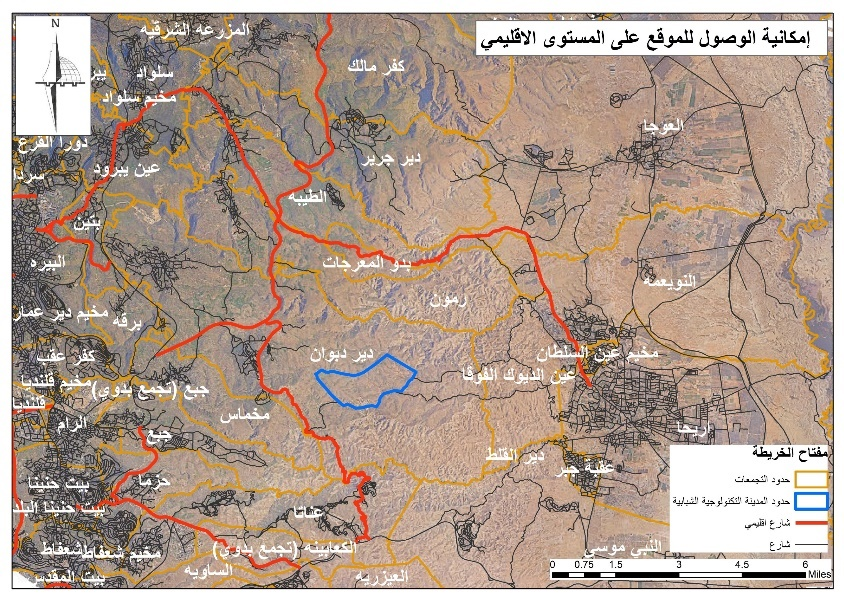 إمكانية الوصول للموقع على المستوى الاقليمي
N
المزرعه الشرقيه
سلواد
كفر مالك
مخيم سلواد
العوجا
دورا القرع
عين يبرود
دير جرير
سردا
الطيبه
بتين
البيره
بدو المعرجات
النويعمه
رمون
مخيم دير عمار
برقه
كفر عقب
دير دبوان
مخيم عين السلطان
مخيم قلنديا
جبع (تجمع بدوي)
عين الديوك الفوقا
قلنديا
مخماس
الرام
جبع
اريحا
دير القلط
عقبة جبر
بيت حنينا
حزما
بيت حنينا البلد
عناتا
شعفاط
مخيم شعفاط
الكعابينه (تجمع بدوي)
النبي موسى
بيت المقدس
الساويه
العيزريه
مفتاح الخريطة
حدود التجمعات
حدود المدينة التكنولوجية الشبابية
شارع اقليمي
شارع
0 0.75 1.5 3 4.5 6
Miles